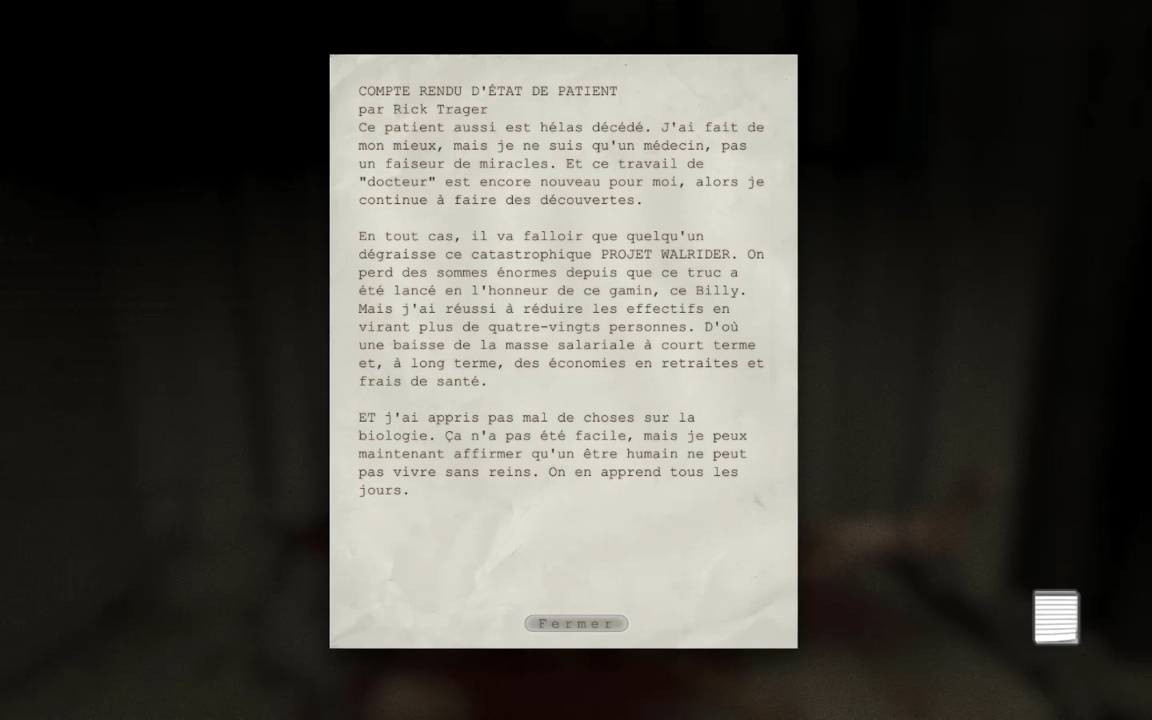 COMPTE RENDU D'ÉTAT DE PATIENT
par Rick Trager
Ce patient aussi est hélas décédé. J'ai fait de
mon mieux, mais je ne suis qu'un médecin, pas
un faiseur de miracles. Et ce travail de
"docteur" est encore nouveau pour moi, alors je
continue à faire des découvertes.
En tout cas, il va falloir que quelqu'un
dégraisse ce catastrophique PROJET WALRIDER. On
perd des sommes énormes depuis que ce truc a
été lancé en l'honneur de ce gamin, ce Billy.
Mais j'ai réussi à réduire les effectifs en
virant plus de quatre-vingts personnes. D'où
une baisse de la masse salariale à court terme
et, à long terme, des économies en retraites et
frais de santé.
ET j'ai appris pas mal de choses sur la
biologie. Ça n'a pas été facile, mais je peux
maintenant affirmer qu'un être humain ne peut
pas vivre sans reins. On en apprend tous les
jours.
Fermer